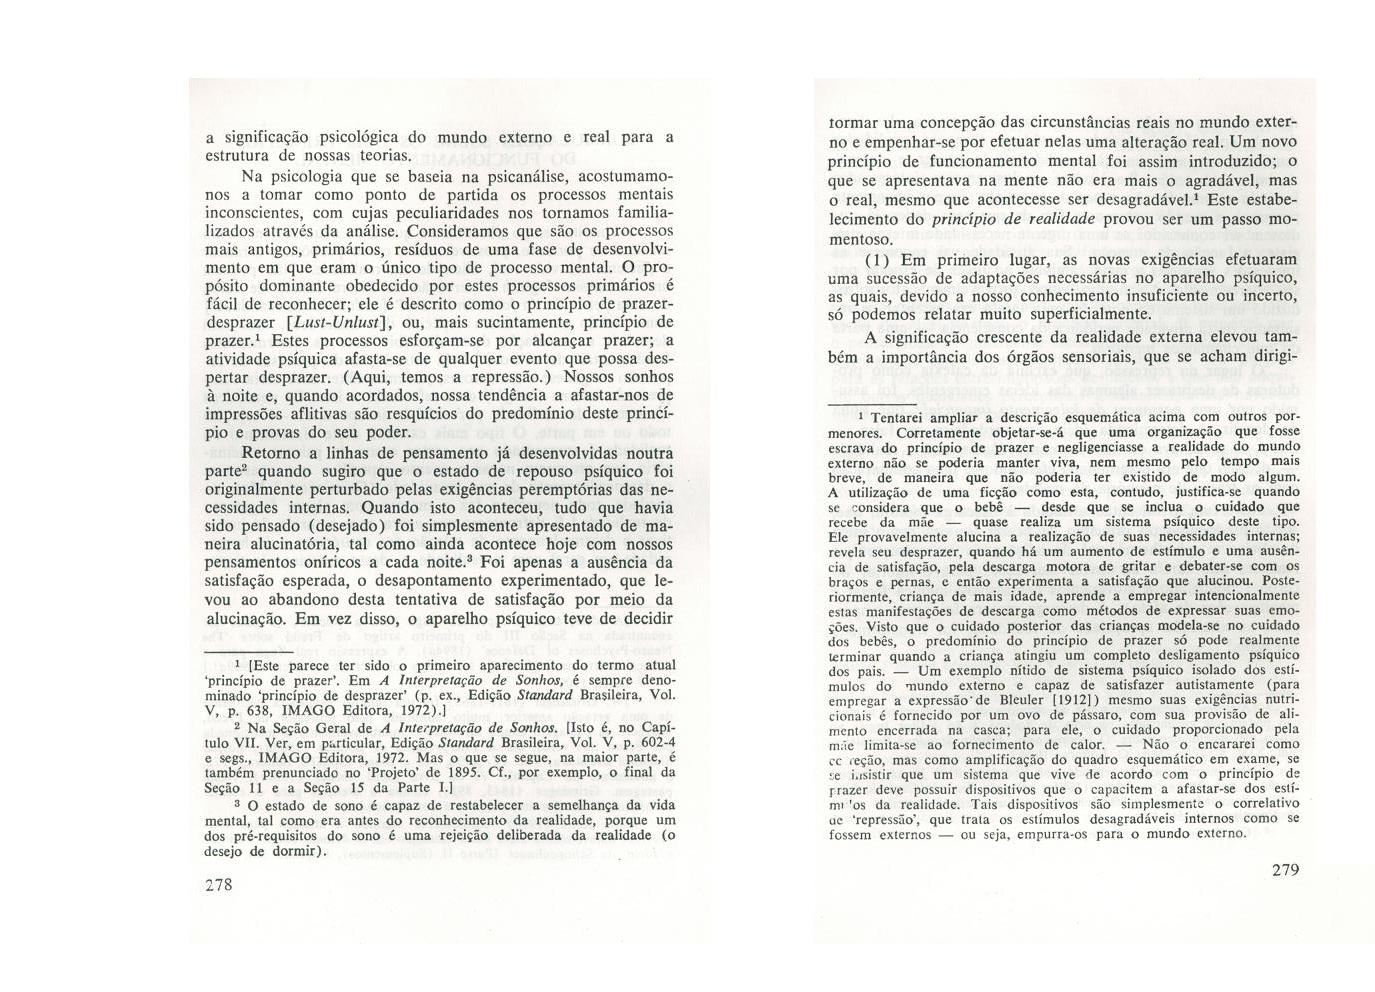 a significação psicológica do mundo externo e real para a
estrutura de nossas teorias.
Na psicologia que se baseia na psicanálise, acostumamo-
nos a tomar como ponto de partida os processos mentais
inconscientes, com cujas peculiaridades nos tornamos familia-
lizados através da análise. Consideramos que são os processos
mais antigos, primários, resíduos de uma fase de desenvolvi-
mento em que eram o único tipo de processo mental. O pro-
pósito dominante obedecido por estes processos primários é
fácil de reconhecer; ele é descrito como o princípio de prazer-
desprazer [Lust-Unlust], ou, mais sucintamente, princípio de
prazer.¹ Estes processos esforçam-se por alcançar prazer; a
atividade psíquica afasta-se de qualquer evento que possa des-
pertar desprazer. (Aqui, temos a repressão.) Nossos sonhos
à noite e, quando acordados, nossa tendência a afastar-nos de
impressões aflitivas são resquícios do predomínio deste princí-
pio e provas do seu poder.
Retorno a linhas de pensamento já desenvolvidas noutra
parte² quando sugiro que o estado de repouso psíquico foi
originalmente perturbado pelas exigências peremptórias das ne-
cessidades internas. Quando isto aconteceu, tudo que havia
sido pensado (desejado) foi simplesmente apresentado de ma-
neira alucinatória, tal como ainda acontece hoje com nossos
pensamentos oníricos a cada noite.³ Foi apenas a ausência da
satisfação esperada, o desapontamento experimentado, que le-
vou ao abandono desta tentativa de satisfação por meio da
alucinação. Em vez disso, o aparelho psíquico teve de decidir
¹ [Este parece ter sido o primeiro aparecimento do termo atual
‘princípio de prazer’. Em A Interpretação de Sonhos, é sempre deno-
minado ‘princípio de desprazer’ (p. ex., Edição Standard Brasileira, Vol.
V, p. 638, IMAGO Editora, 1972).]
² Na Seção Geral de A Interpretação de Sonhos. [Isto é, no Capí-
tulo VII. Ver, em particular, Edição Standard Brasileira, Vol. V, p. 602-4
e segs., IMAGO Editora, 1972. Mas o que se segue, na maior parte, é
também prenunciado no ‘Projeto’ de 1895. Cf., por exemplo, o final da
Seção 11 e a Seção 15 da Parte I.]
³ O estado de sono é capaz de restabelecer a semelhança da vida
mental, tal como era antes do reconhecimento da realidade, porque um
dos pré-requisitos do sono é uma rejeição deliberada da realidade (o
desejo de dormir).
278
formar uma concepção das circunstâncias reais no mundo exter-
no e empenhar-se por efetuar nelas uma alteração real. Um novo
princípio de funcionamento mental foi assim introduzido; o
que se apresentava na mente não era mais o agradável, mas
o real, mesmo que acontecesse ser desagradável.¹ Este estabe-
lecimento do princípio de realidade provou ser um passo mo-
mentoso.
(1) Em primeiro lugar, as novas exigências efetuaram
uma sucessão de adaptações necessárias no aparelho psíquico,
as quais, devido a nosso conhecimento insuficiente ou incerto,
só podemos relatar muito superficialmente.
A significação crescente da realidade externa elevou tam-
bém a importância dos órgãos sensoriais, que se acham dirigi-
¹ Tentarei ampliar a descrição esquemática acima com outros por-
menores. Corretamente objetar-se-á que uma organização que fosse
escrava do princípio de prazer e negligenciasse a realidade do mundo
externo não se poderia manter viva, nem mesmo pelo tempo mais
breve, de maneira que não poderia ter existido de modo algum.
A utilização de uma ficção como esta, contudo, justifica-se quando
se considera que o bebê — desde que se inclua o cuidado que
recebe da mãe — quase realiza um sistema psíquico deste tipo.
Ele provavelmente alucina a realização de suas necessidades internas;
revela seu desprazer, quando há um aumento de estímulo e uma ausên-
cia de satisfação, pela descarga motora de gritar e debater-se com os
braços e pernas, e então experimenta a satisfação que alucinou. Poste-
riormente, criança de mais idade, aprende a empregar intencionalmente
estas manifestações de descarga como métodos de expressar suas emo-
ções. Visto que o cuidado posterior das crianças modela-se no cuidado
dos bebês, o predomínio do princípio de prazer só pode realmente
terminar quando a criança atingiu um completo desligamento psíquico
dos pais. — Um exemplo nítido de sistema psíquico isolado dos estí-
mulos do mundo externo e capaz de satisfazer autistamente (para
empregar a expressão de Bleuler [1912]) mesmo suas exigências nutri-
cionais é fornecido por um ovo de pássaro, com sua provisão de ali-
mento encerrada na casca; para ele, o cuidado proporcionado pela
mãe limita-se ao fornecimento de calor. — Não o encararei como
correção, mas como amplificação do quadro esquemático em exame, se
se insistir que um sistema que vive de acordo com o princípio de
prazer deve possuir dispositivos que o capacitem a afastar-se dos estí-
mulos da realidade. Tais dispositivos são simplesmente o correlativo
de ‘repressão’, que trata os estímulos desagradáveis internos como se
fossem externos — ou seja, empurra-os para o mundo externo.
279